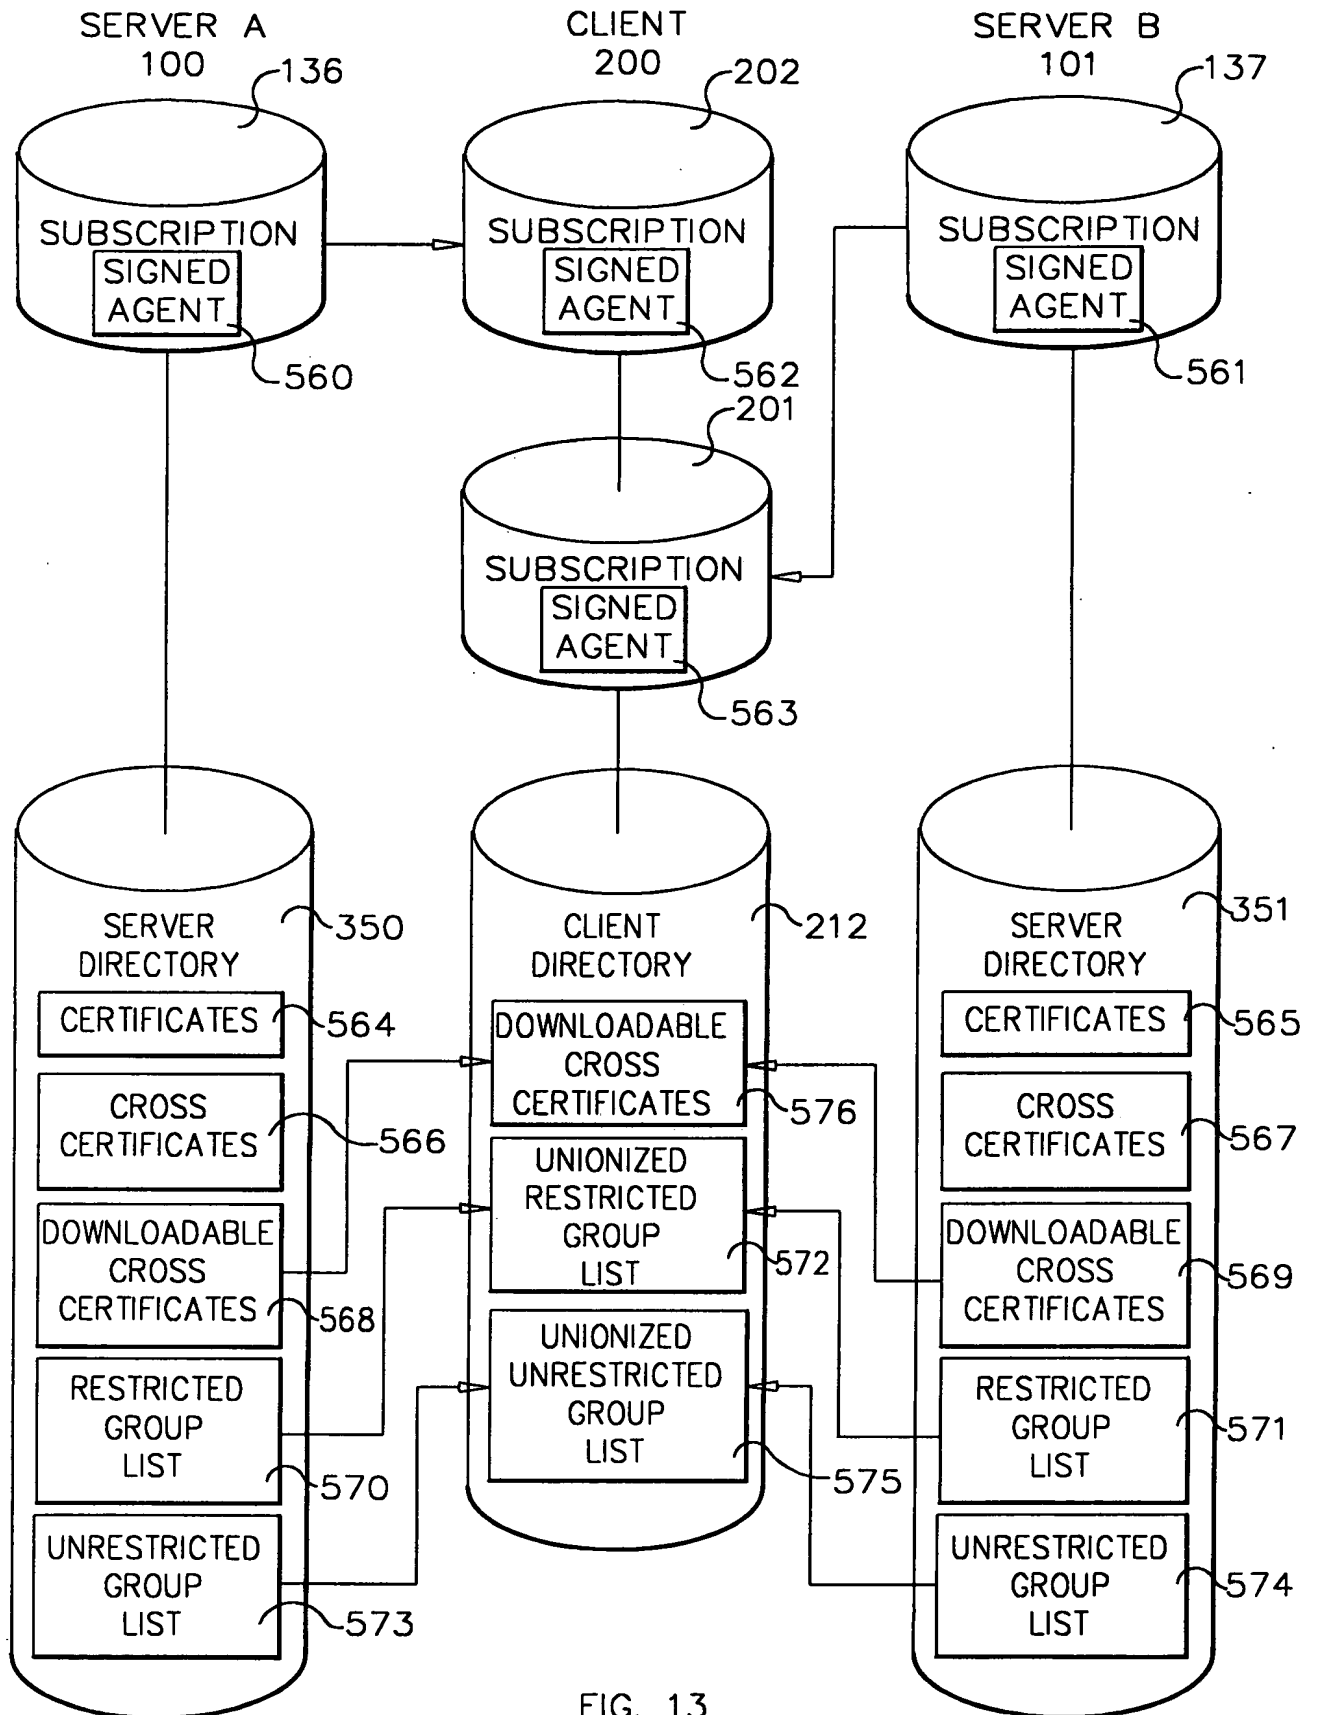 SERVER A
100
CLIENT
200
SERVER B
101
136
202
137
SUBSCRIPTION
SIGNED
AGENT
560
SUBSCRIPTION
SIGNED
AGENT
562
SUBSCRIPTION
SIGNED
AGENT
561
201
SUBSCRIPTION
SIGNED
AGENT
563
SERVER
DIRECTORY
350
CERTIFICATES
564
CROSS
CERTIFICATES
566
DOWNLOADABLE
CROSS
CERTIFICATES
568
RESTRICTED
GROUP
LIST
570
UNRESTRICTED
GROUP
LIST
573
CLIENT
DIRECTORY
212
DOWNLOADABLE
CROSS
CERTIFICATES
576
UNIONIZED
RESTRICTED
GROUP
LIST
572
UNIONIZED
UNRESTRICTED
GROUP
LIST
575
SERVER
DIRECTORY
351
CERTIFICATES
565
CROSS
CERTIFICATES
567
DOWNLOADABLE
CROSS
CERTIFICATES
569
RESTRICTED
GROUP
LIST
571
UNRESTRICTED
GROUP
LIST
574
FIG. 13